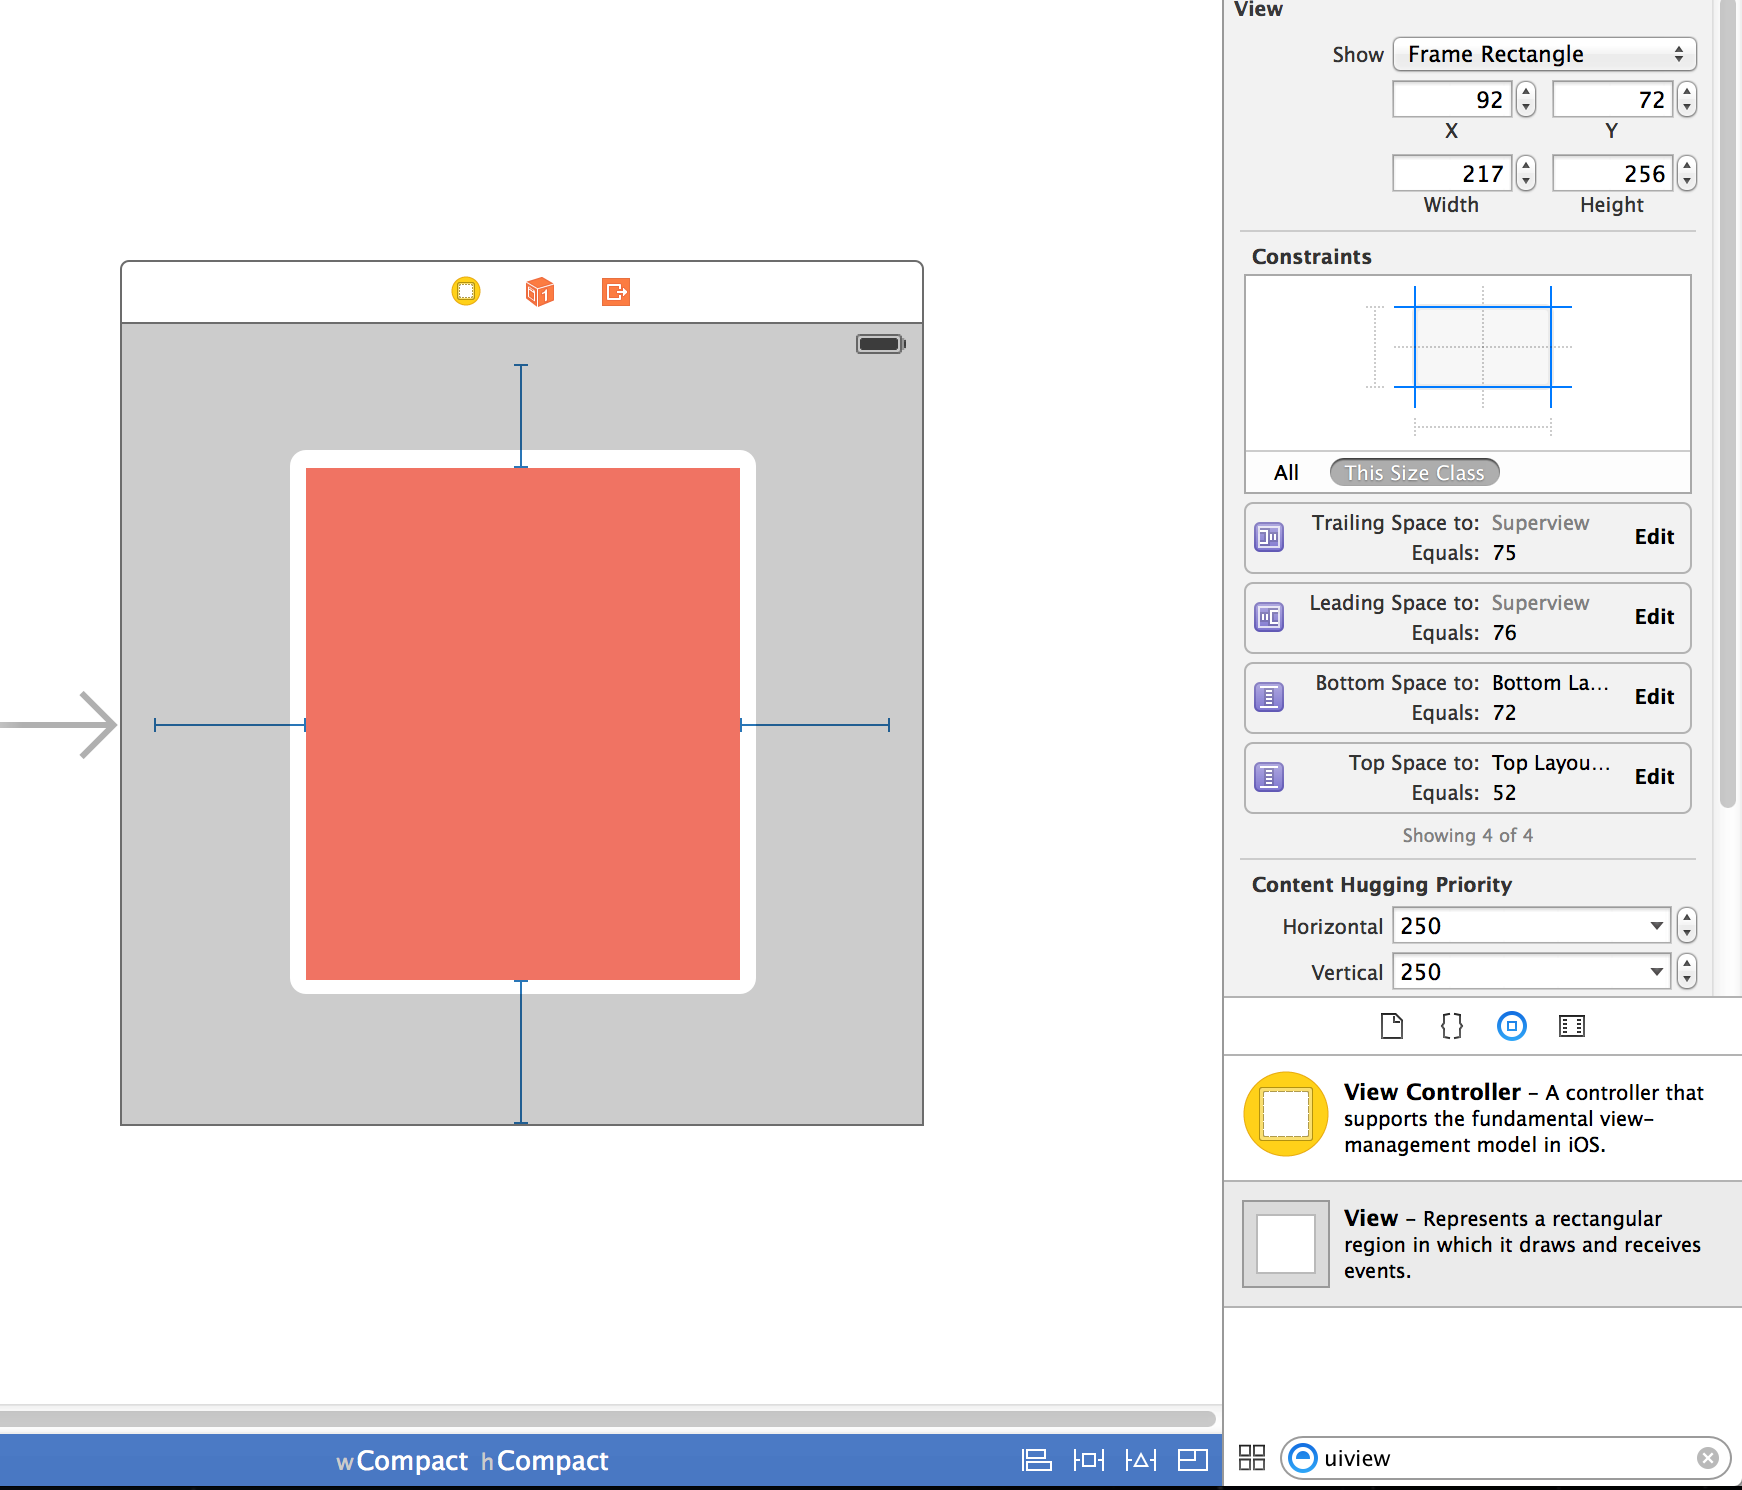 View
Show Frame Rectangle
92 72
X Y
217 256
Width Height
Constraints
All This Size Class
Trailing Space to: Superview
Equals: 75
Edit
Leading Space to: Superview
Equals: 76
Edit
Bottom Space to: Bottom La...
Equals: 72
Edit
Top Space to: Top Layou...
Equals: 52
Edit
Showing 4 of 4
Content Hugging Priority
Horizontal 250
Vertical 250
View Controller – A controller that
supports the fundamental view-
management model in iOS.
View – Represents a rectangular
region in which it draws and receives
events.
wCompact hCompact
uiview
1